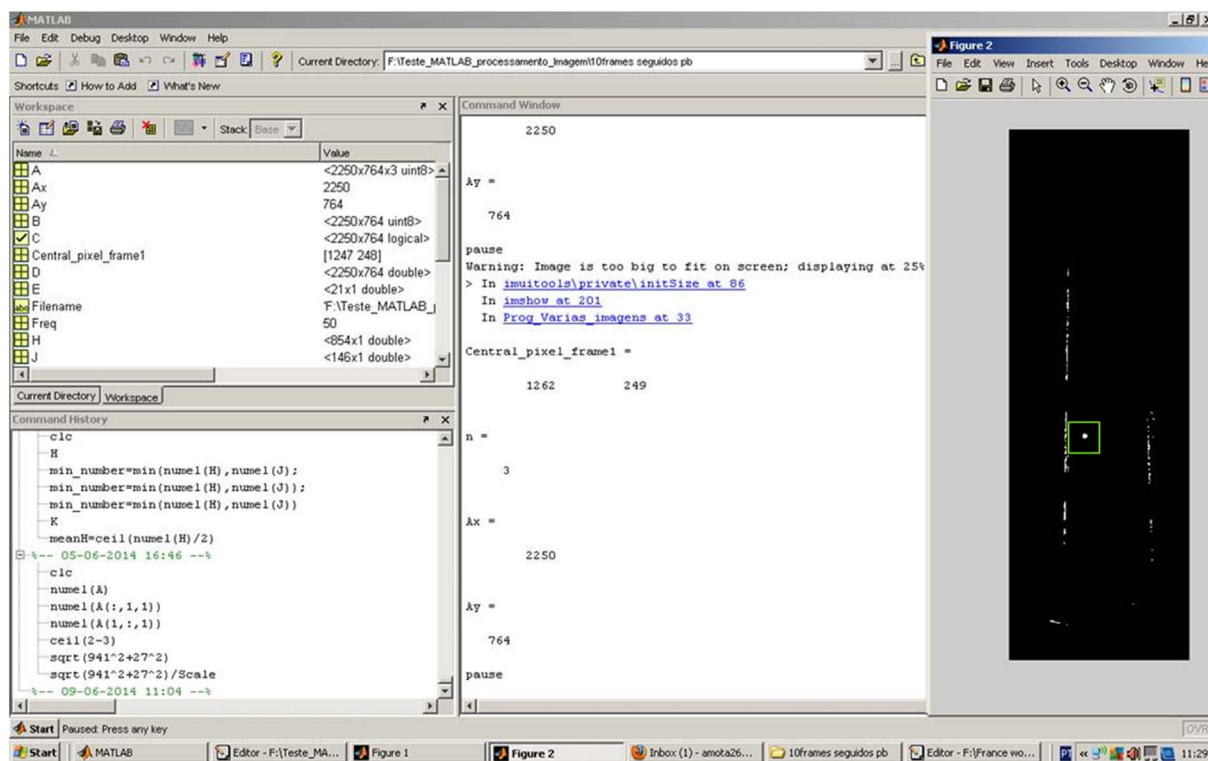 MATLAB
File Edit Debug Desktop Window Help
Current Directory: F:\Teste_MATLAB_processamento_Imagem\10frames seguidos pb
Shortcuts How to Add What's New
Workspace
Stack: Base
Name Value
A <2250x764x3 uint8>
Ax 2250
Ay 764
B <2250x764 uint8>
C <2250x764 logical>
Central_pixel_frame1 [1247 248]
D <2250x764 double>
E <21x1 double>
abc Filename 'F:\Teste_MATLAB_
Freq 50
H <854x1 double>
J <146x1 double>
Current Directory Workspace
Command History
clc
H
min_number=min(numel(H),numel(J);
min_number=min(numel(H),numel(J));
min_number=min(numel(H),numel(J))
K
meanH=ceil(numel(H)/2)
%-- 05-06-2014 16:46 --%
clc
numel(A)
numel(A(:,1,1))
numel(A(1,:,1))
ceil(2-3)
sqrt(941^2+27^2)
sqrt(941^2+27^2)/Scale
%-- 09-06-2014 11:04 --%
Command Window
2250
Ay =
764
pause
Warning: Image is too big to fit on screen; displaying at 25%
> In imuitools\private\initSize at 86
In imshow at 201
In Prog_Varias_imagens at 33
Central_pixel_frame1 =
1262 249
n =
3
Ax =
2250
Ay =
764
pause
Figure 2
File Edit View Insert Tools Desktop Window He
Start Paused: Press any key
OVR
Start MATLAB Editor - F:\Teste_MA... Figure 1 Figure 2 Inbox (1) - amota26... 10frames seguidos pb Editor - F:\France wo... PT 11:29